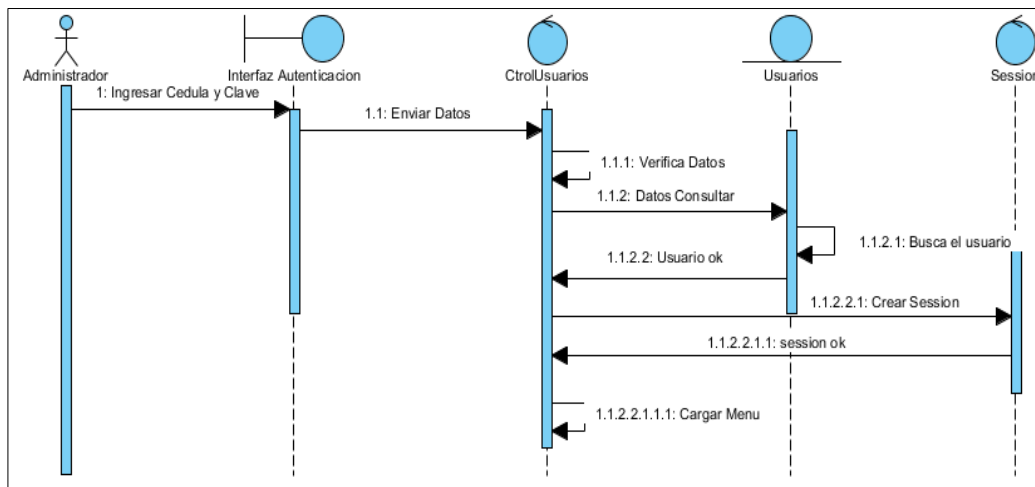 Administrador
Interfaz Autenticacion
CtrolUsuarios
Usuarios
Session
1: Ingresar Cedula y Clave
1.1: Enviar Datos
1.1.1: Verifica Datos
1.1.2: Datos Consultar
1.1.2.1: Busca el usuario
1.1.2.2: Usuario ok
1.1.2.2.1: Crear Session
1.1.2.2.1.1: session ok
1.1.2.2.1.1.1: Cargar Menu